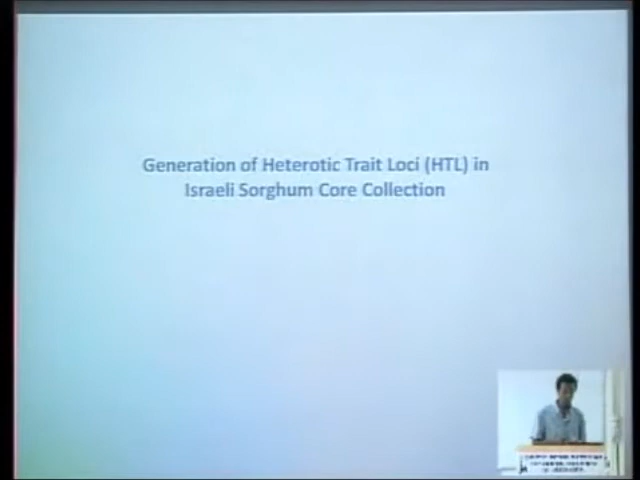 Generation of Heterotic Trait Loci (HTL) in
Israeli Sorghum Core Collection